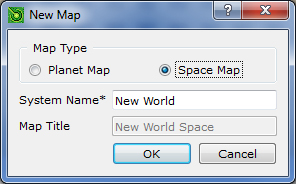 New Map
Map Type
Planet Map Space Map
System Name* New World
Map Title New World Space
OK Cancel